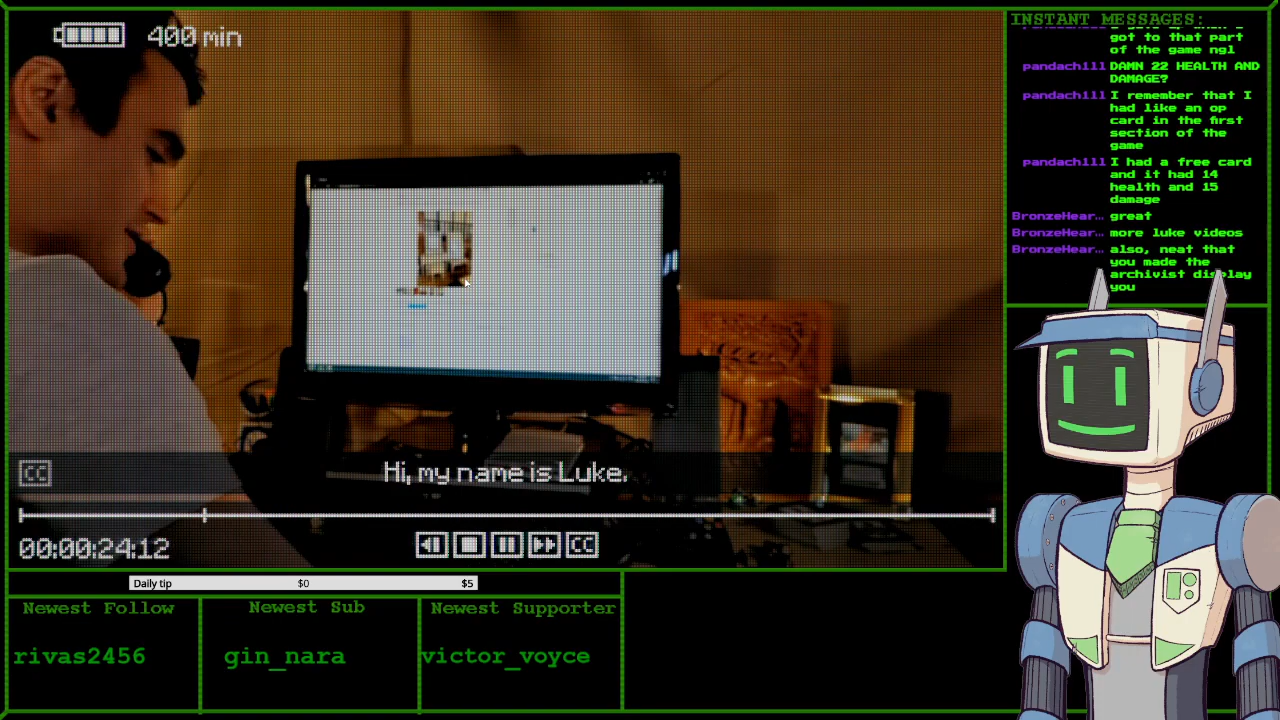 400 min
Hi, my name is Luke.
CC
00:00:24:12
CC
INSTANT MESSAGES:
got to that part
of the game ngl
pandach1ll DAMN 22 HEALTH AND
DAMAGE?
pandach1ll I remember that I
had like an op
card in the first
section of the
game
pandach1ll I had a free card
and it had 14
health and 15
damage
BronzeHear… great
BronzeHear… more luke videos
BronzeHear… also, neat that
you made the
archivist display
you
Daily tip $0 $5
Newest Follow
rivas2456
Newest Sub
gin_nara
Newest Supporter
victor_voyce